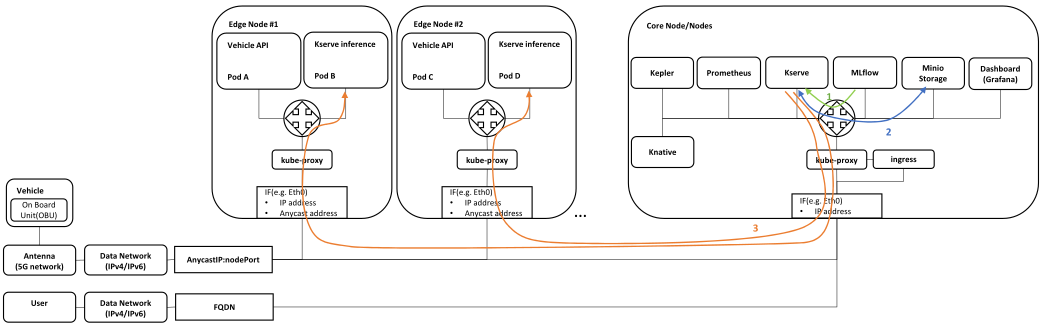 Edge Node #1
Vehicle API
Pod A
Kserve inference
Pod B
kube-proxy
IF(e.g. Eth0)
• IP address
• Anycast address
Edge Node #2
Vehicle API
Pod C
Kserve inference
Pod D
kube-proxy
IF(e.g. Eth0)
• IP address
• Anycast address
...
Core Node/Nodes
Kepler
Prometheus
Kserve
MLflow
Minio
Storage
Dashboard
(Grafana)
1
2
Knative
kube-proxy
ingress
IF(e.g. Eth0)
• IP address
3
Vehicle
On Board
Unit(OBU)
Antenna
(5G network)
Data Network
(IPv4/IPv6)
AnycastIP:nodePort
User
Data Network
(IPv4/IPv6)
FQDN